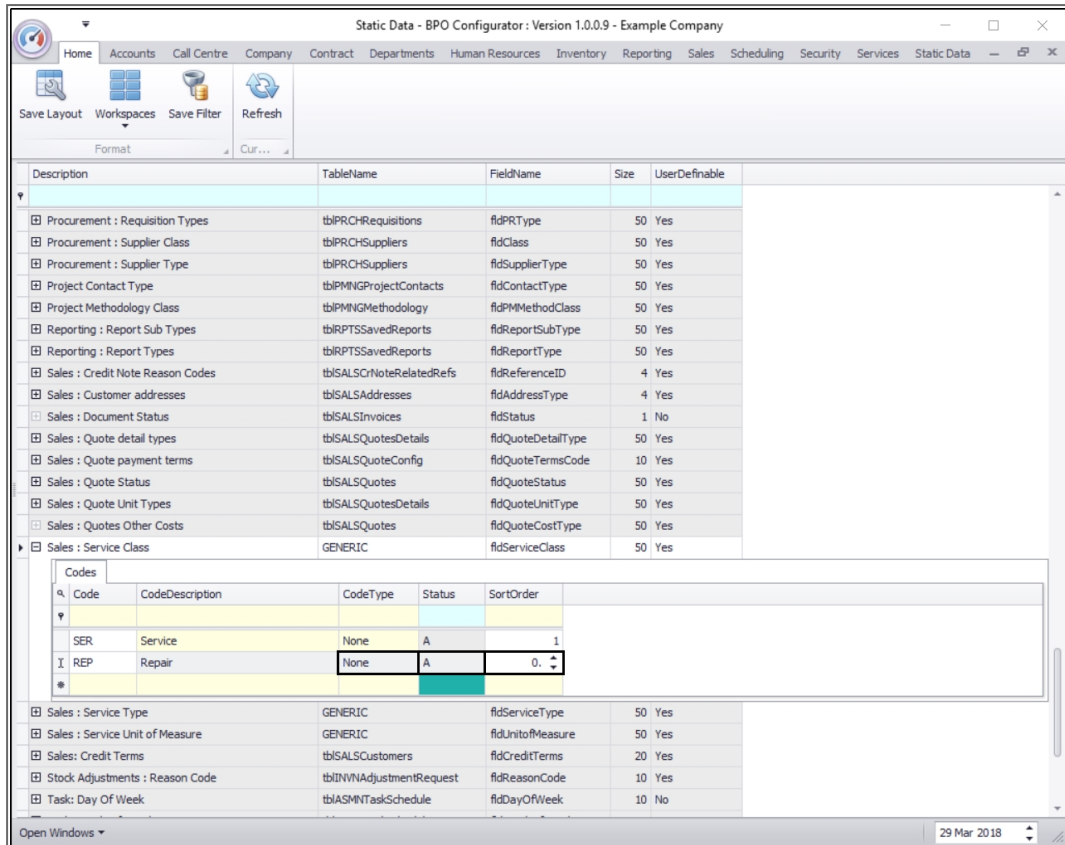 Static Data - BPO Configurator : Version 1.0.0.9 - Example Company
Home Accounts Call Centre Company Contract Departments Human Resources Inventory Reporting Sales Scheduling Security Services Static Data
Save Layout Workspaces Save Filter Refresh
Format Cur...
Description TableName FieldName Size UserDefinable
Procurement : Requisition Types tblPRCHRequisitions fldPRType 50 Yes
Procurement : Supplier Class tblPRCHSuppliers fldClass 50 Yes
Procurement : Supplier Type tblPRCHSuppliers fldSupplierType 50 Yes
Project Contact Type tblPMNGProjectContacts fldContactType 50 Yes
Project Methodology Class tblPMNGMethodology fldPMMethodClass 50 Yes
Reporting : Report Sub Types tblRPTSSavedReports fldReportSubType 50 Yes
Reporting : Report Types tblRPTSSavedReports fldReportType 50 Yes
Sales : Credit Note Reason Codes tblSALSCrNoteRelatedRefs fldReferenceID 4 Yes
Sales : Customer addresses tblSALSAddresses fldAddressType 4 Yes
Sales : Document Status tblSALSInvoices fldStatus 1 No
Sales : Quote detail types tblSALSQuotesDetails fldQuoteDetailType 50 Yes
Sales : Quote payment terms tblSALSQuoteConfig fldQuoteTermsCode 10 Yes
Sales : Quote Status tblSALSQuotes fldQuoteStatus 50 Yes
Sales : Quote Unit Types tblSALSQuotesDetails fldQuoteUnitType 50 Yes
Sales : Quotes Other Costs tblSALSQuotes fldQuoteCostType 50 Yes
Sales : Service Class GENERIC fldServiceClass 50 Yes
Codes
Code CodeDescription CodeType Status SortOrder
SER Service None A 1
REP Repair None A 0.
Sales : Service Type GENERIC fldServiceType 50 Yes
Sales : Service Unit of Measure GENERIC fldUnitofMeasure 50 Yes
Sales: Credit Terms tblSALSCustomers fldCreditTerms 20 Yes
Stock Adjustments : Reason Code tblINVNAdjustmentRequest fldReasonCode 10 Yes
Task: Day Of Week tblASMNTaskSchedule fldDayOfWeek 10 No
Open Windows 29 Mar 2018